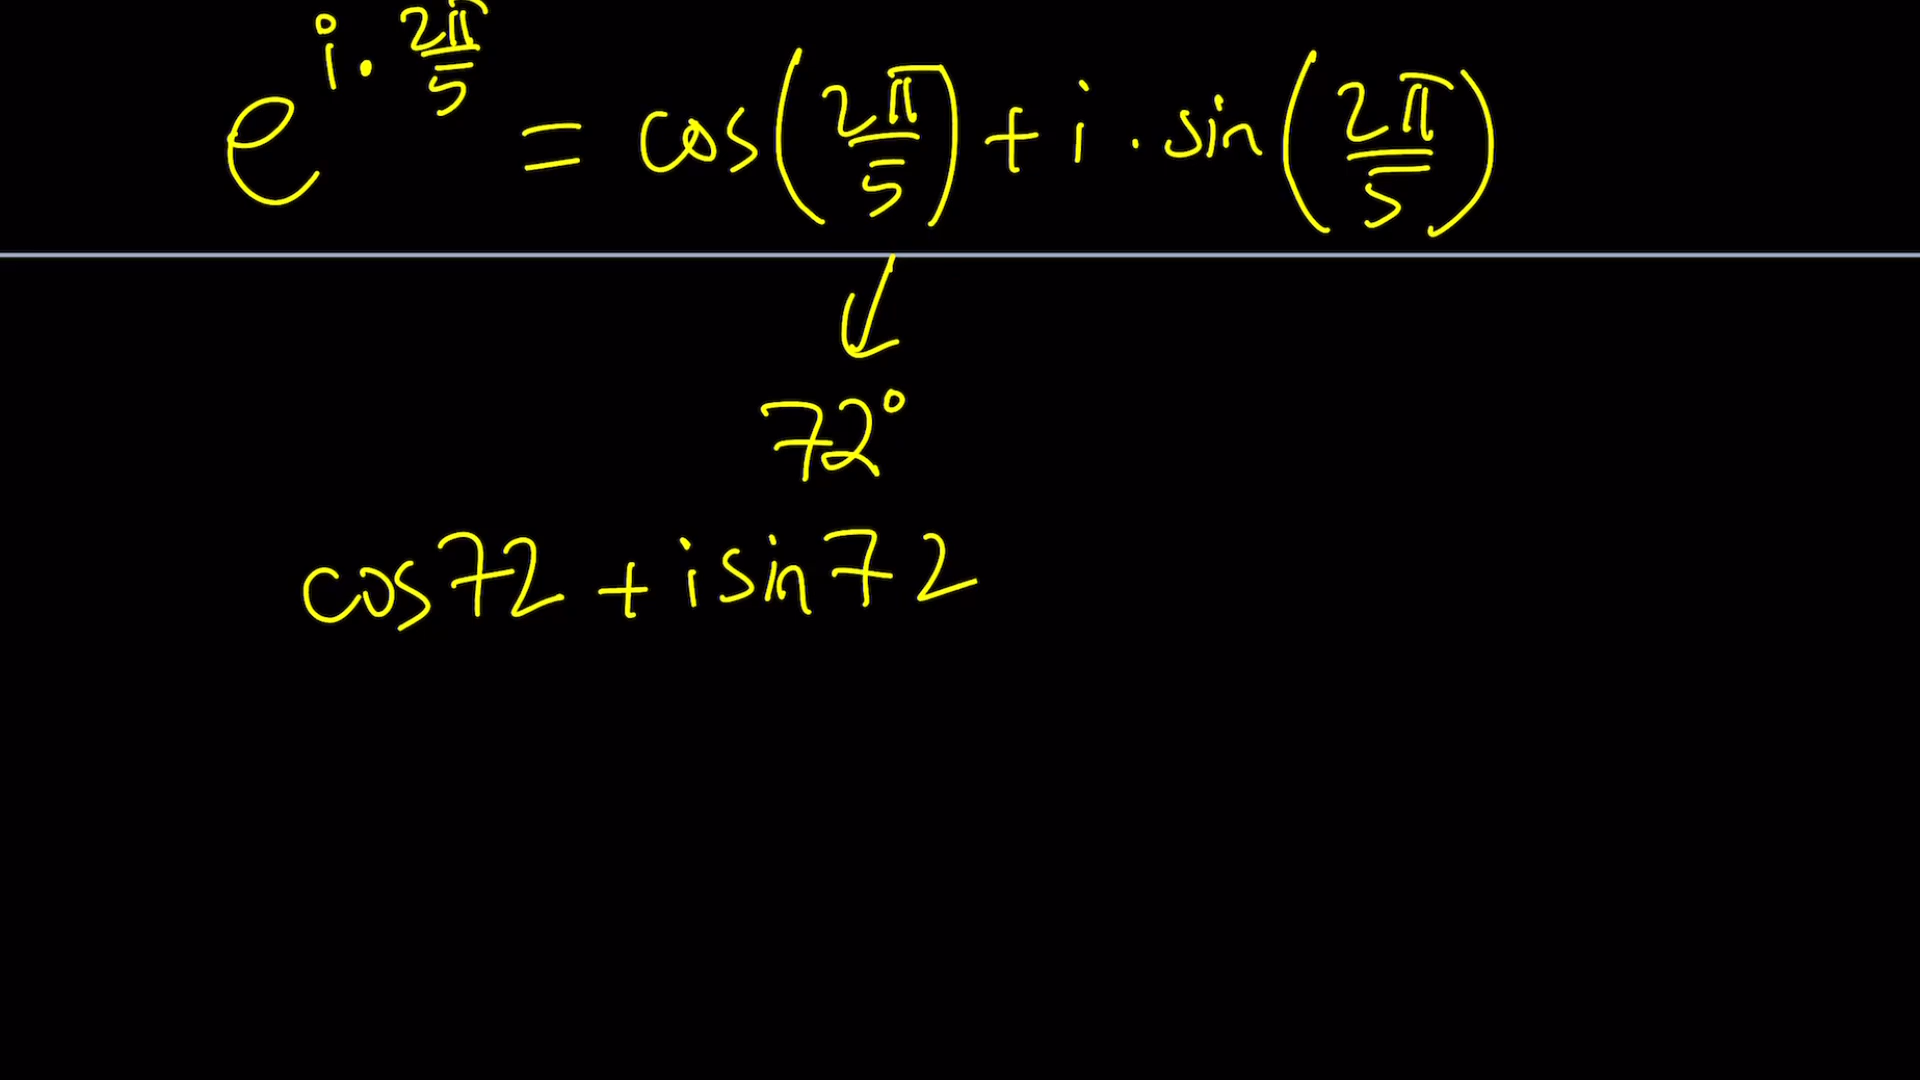 e^{i·2π/5} = cos(2π/5) + i · sin(2π/5)
72°
cos72 + isin72